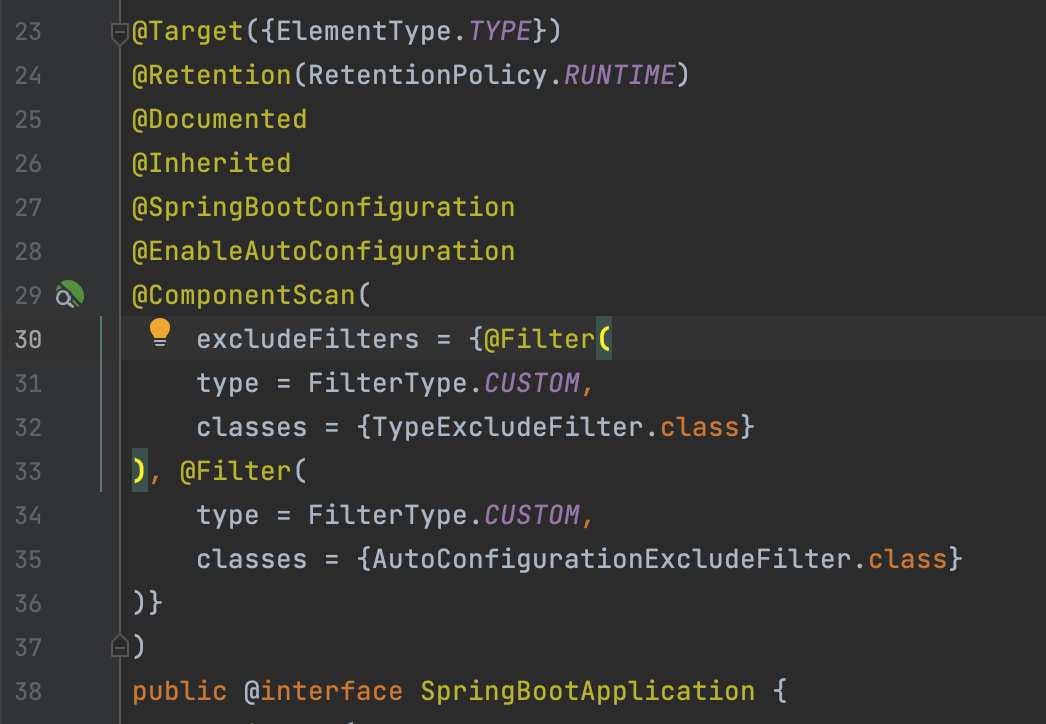 23 @Target({ElementType.TYPE})
24 @Retention(RetentionPolicy.RUNTIME)
25 @Documented
26 @Inherited
27 @SpringBootConfiguration
28 @EnableAutoConfiguration
29 @ComponentScan(
30 excludeFilters = {@Filter(
31 type = FilterType.CUSTOM,
32 classes = {TypeExcludeFilter.class}
33 ), @Filter(
34 type = FilterType.CUSTOM,
35 classes = {AutoConfigurationExcludeFilter.class}
36 )}
37 )
38 public @interface SpringBootApplication {